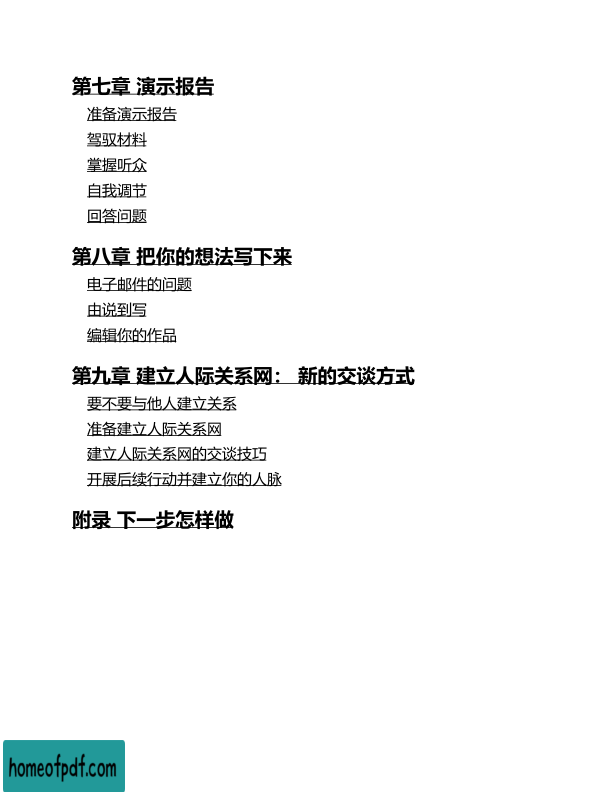 第七章 演示报告
准备演示报告
驾驭材料
掌握听众
自我调节
回答问题
第八章 把你的想法写下来
电子邮件的问题
由说到写
编辑你的作品
第九章 建立人际关系网： 新的交谈方式
要不要与他人建立关系
准备建立人际关系网
建立人际关系网的交谈技巧
开展后续行动并建立你的人脉
附录 下一步怎样做
homeofpdf.com